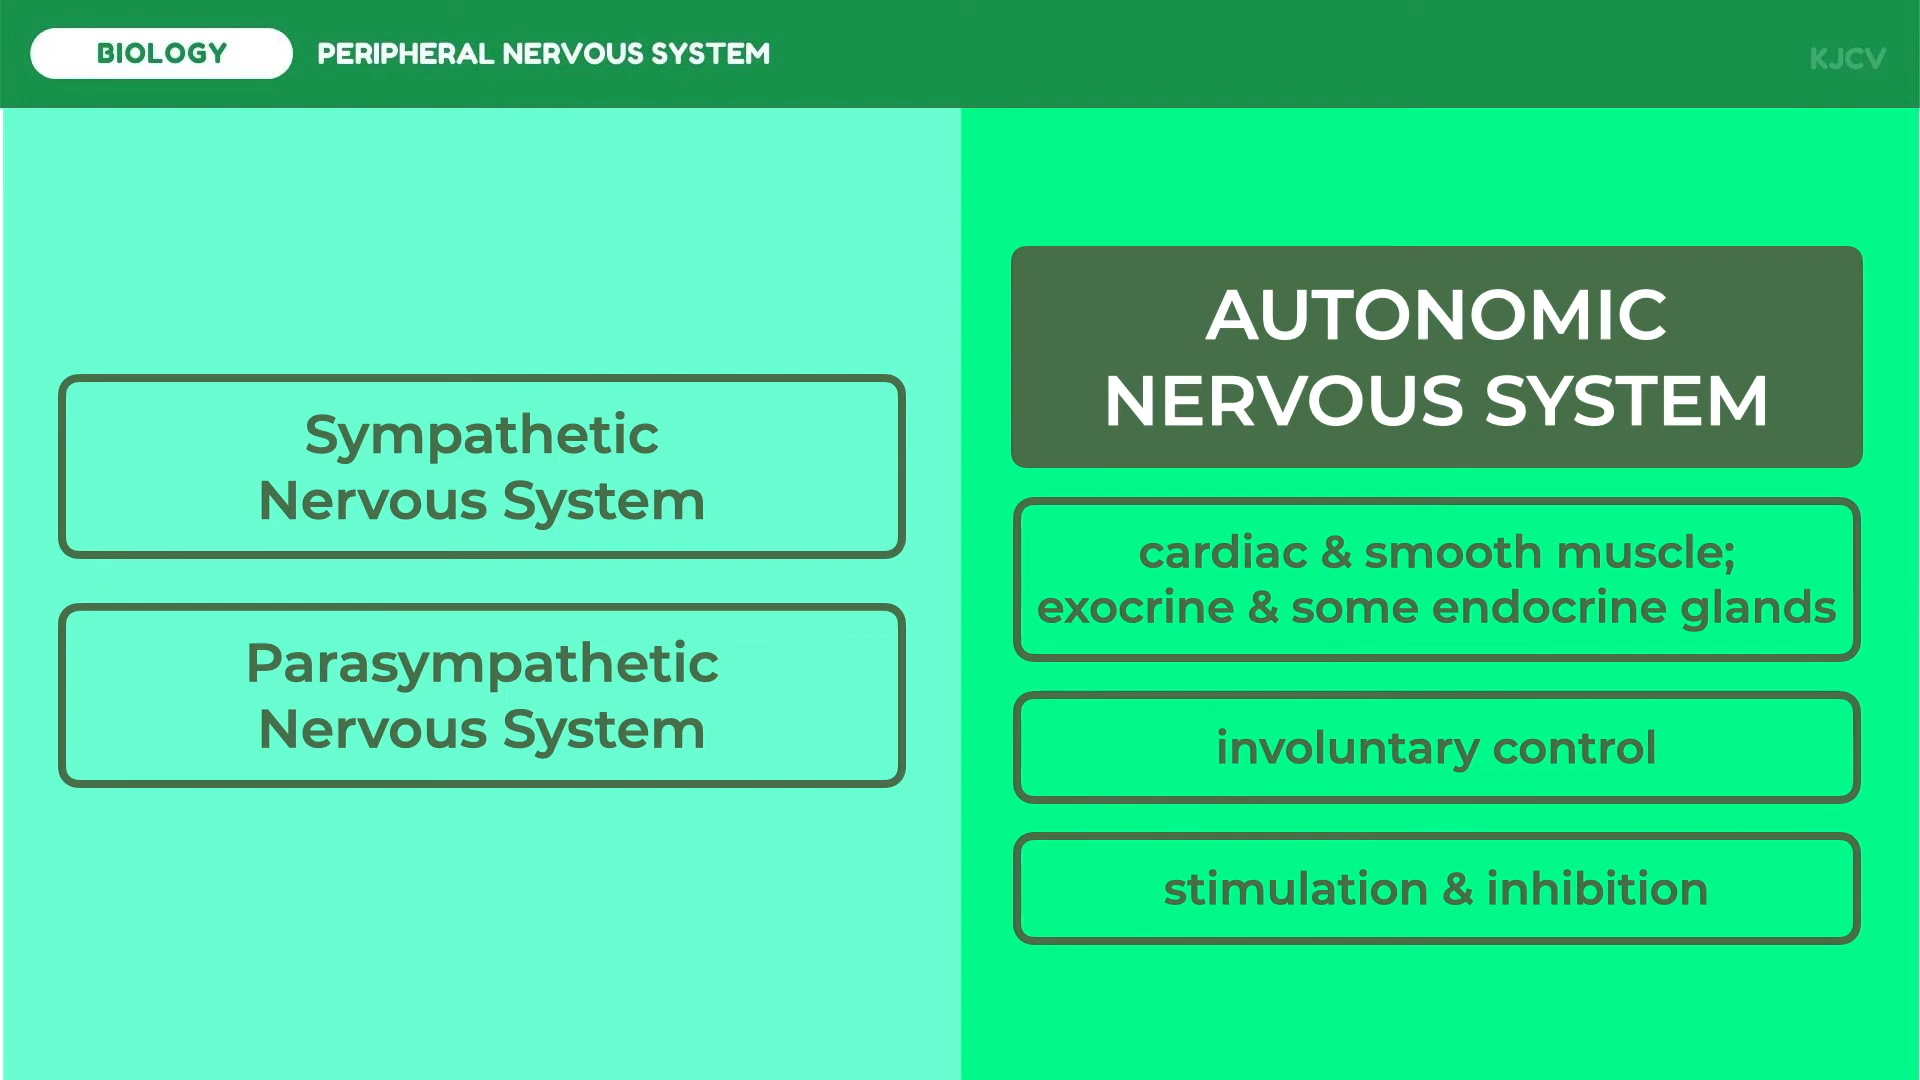 BIOLOGY
PERIPHERAL NERVOUS SYSTEM
KJCV
Sympathetic
Nervous System
Parasympathetic
Nervous System
AUTONOMIC
NERVOUS SYSTEM
cardiac & smooth muscle;
exocrine & some endocrine glands
involuntary control
stimulation & inhibition